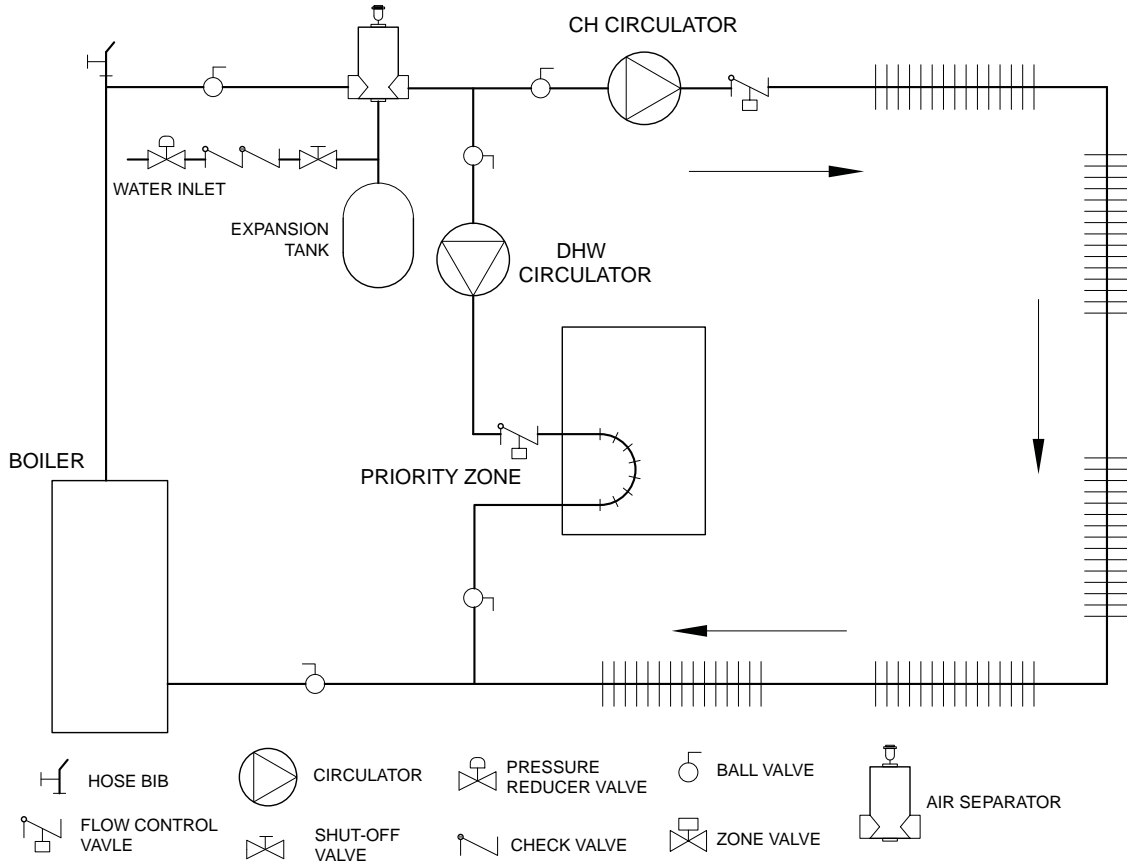 CH CIRCULATOR
WATER INLET
EXPANSION
TANK
DHW
CIRCULATOR
BOILER
PRIORITY ZONE
HOSE BIB
CIRCULATOR
PRESSURE
REDUCER VALVE
BALL VALVE
AIR SEPARATOR
FLOW CONTROL
VAVLE
SHUT-OFF
VALVE
CHECK VALVE
ZONE VALVE